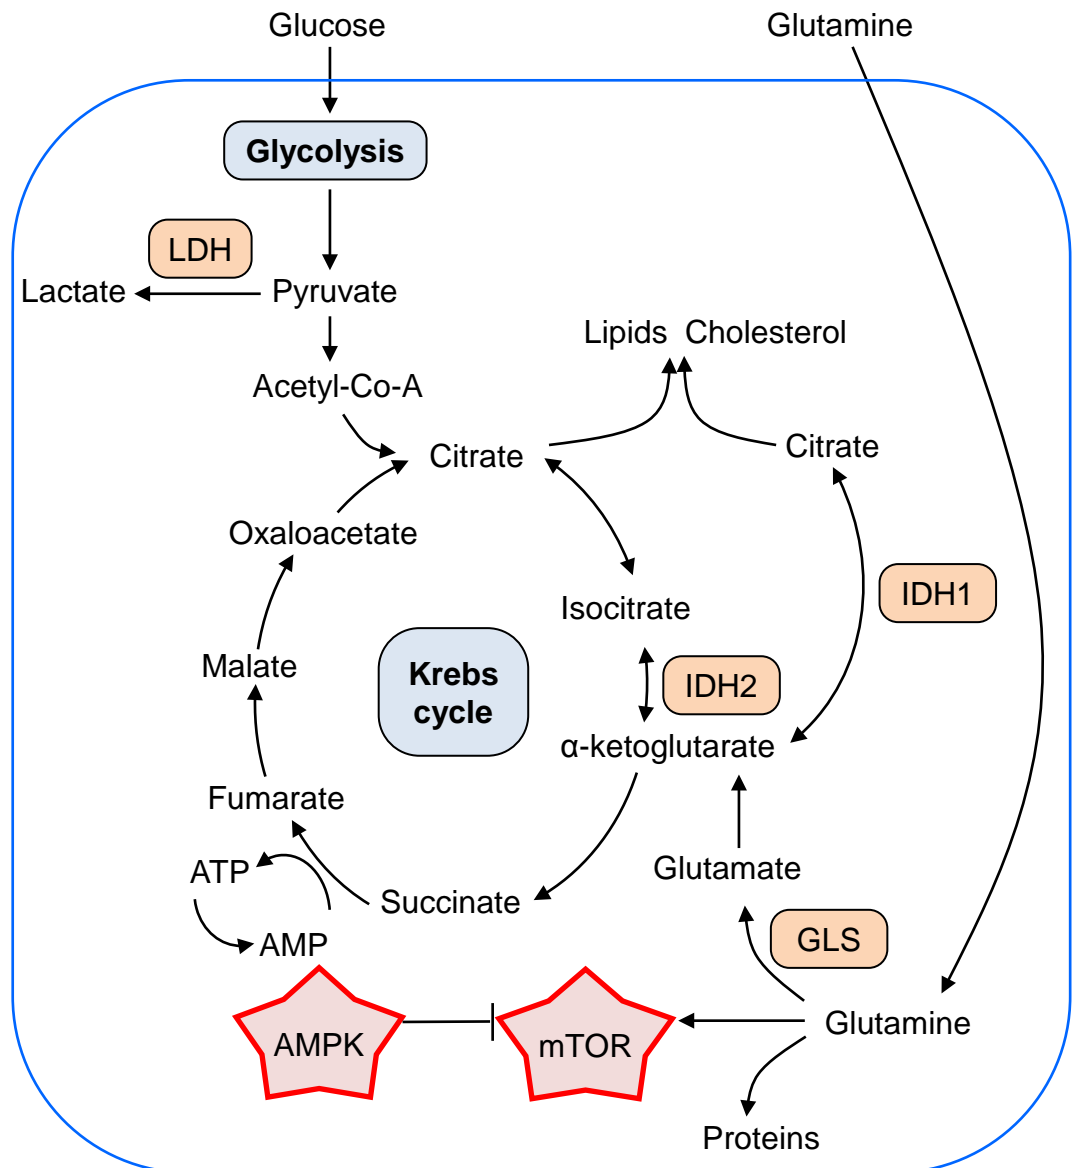 Glucose
Glutamine
Glycolysis
LDH
Lactate
Pyruvate
Lipids Cholesterol
Acetyl-Co-A
Citrate
Citrate
Oxaloacetate
IDH1
Isocitrate
Malate
Krebs
cycle
IDH2
α-ketoglutarate
Fumarate
ATP
Glutamate
Succinate
AMP
GLS
Glutamine
AMPK
mTOR
Proteins